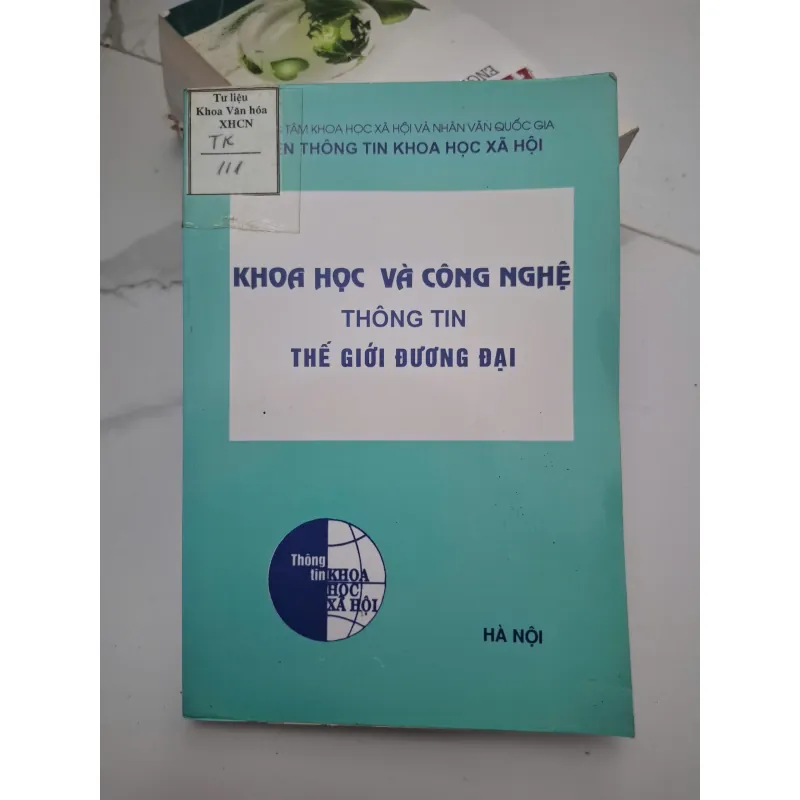 Tư liệu
Khoa Văn hóa
XHCN
TK
111
TÂM KHOA HỌC XÃ HỘI VÀ NHÂN VĂN QUỐC GIA
THÔNG TIN KHOA HỌC XÃ HỘI
KHOA HỌC VÀ CÔNG NGHỆ
THÔNG TIN
THẾ GIỚI ĐƯƠNG ĐẠI
Thông
tin KHOA
HỌC
XÃ HỘI
HÀ NỘI